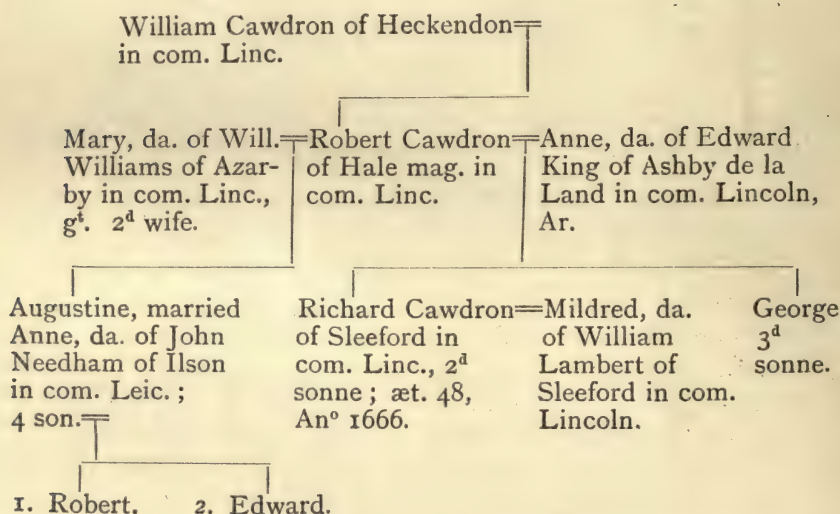 William Cawdron of Heckendon
in com. Linc.
Mary, da. of Will.
Williams of Azar-
by in com. Linc.,
gt. 2d wife.
Robert Cawdron
of Hale mag. in
com. Linc.
Anne, da. of Edward
King of Ashby de la
Land in com. Lincoln,
Ar.
Augustine, married
Anne, da. of John
Needham of Ilson
in com. Leic. ;
4 son.
Richard Cawdron
of Sleeford in
com. Linc., 2d
sonne ; æt. 48,
Ano 1666.
Mildred, da.
of William
Lambert of
Sleeford in com.
Lincoln.
George
3d
sonne.
1. Robert. 2. Edward.